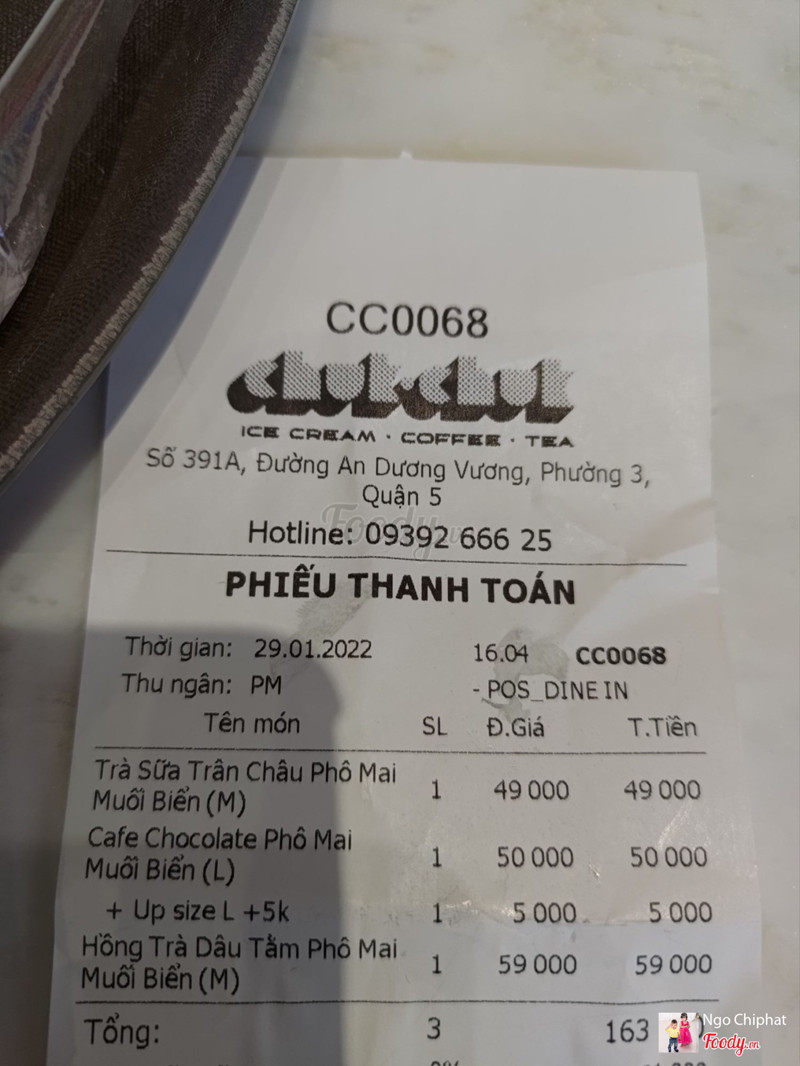 CC0068
chuk-chuk
ICE CREAM · COFFEE · TEA
Số 391A, Đường An Dương Vương, Phường 3,
Quận 5
Foody.vn
Hotline: 09392 666 25
PHIẾU THANH TOÁN
Thời gian: 29.01.2022 16.04 CC0068
Thu ngân: PM - POS_DINE IN
Tên món SL Đ.Giá T.Tiền
Trà Sữa Trân Châu Phô Mai
Muối Biển (M) 1 49 000 49 000
Cafe Chocolate Phô Mai
Muối Biển (L) 1 50 000 50 000
+ Up size L +5k 1 5 000 5 000
Hồng Trà Dâu Tằm Phô Mai
Muối Biển (M) 1 59 000 59 000
Tổng: 3 163
Ngo Chiphat
Foody.vn